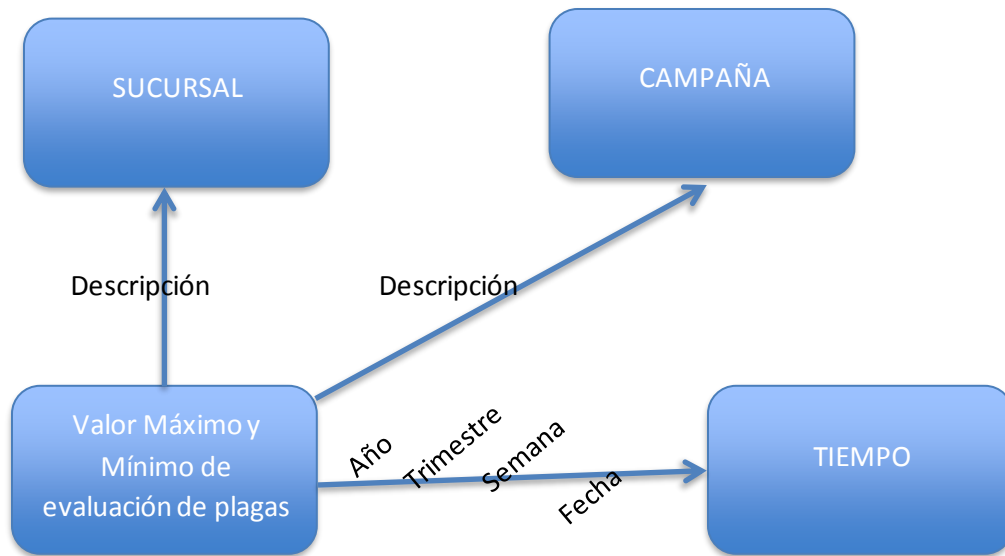 SUCURSAL
CAMPAÑA
Descripción
Descripción
Valor Máximo y
Mínimo de
evaluación de plagas
Año
Trimestre
Semana
Fecha
TIEMPO